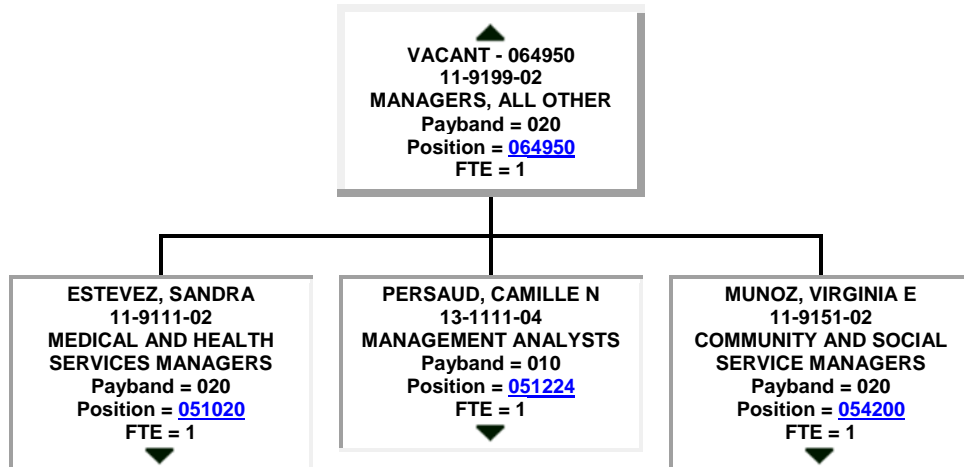 VACANT - 064950
11-9199-02
MANAGERS, ALL OTHER
Payband = 020
Position = 064950
FTE = 1
ESTEVEZ, SANDRA
11-9111-02
MEDICAL AND HEALTH
SERVICES MANAGERS
Payband = 020
Position = 051020
FTE = 1
PERSAUD, CAMILLE N
13-1111-04
MANAGEMENT ANALYSTS
Payband = 010
Position = 051224
FTE = 1
MUNOZ, VIRGINIA E
11-9151-02
COMMUNITY AND SOCIAL
SERVICE MANAGERS
Payband = 020
Position = 054200
FTE = 1